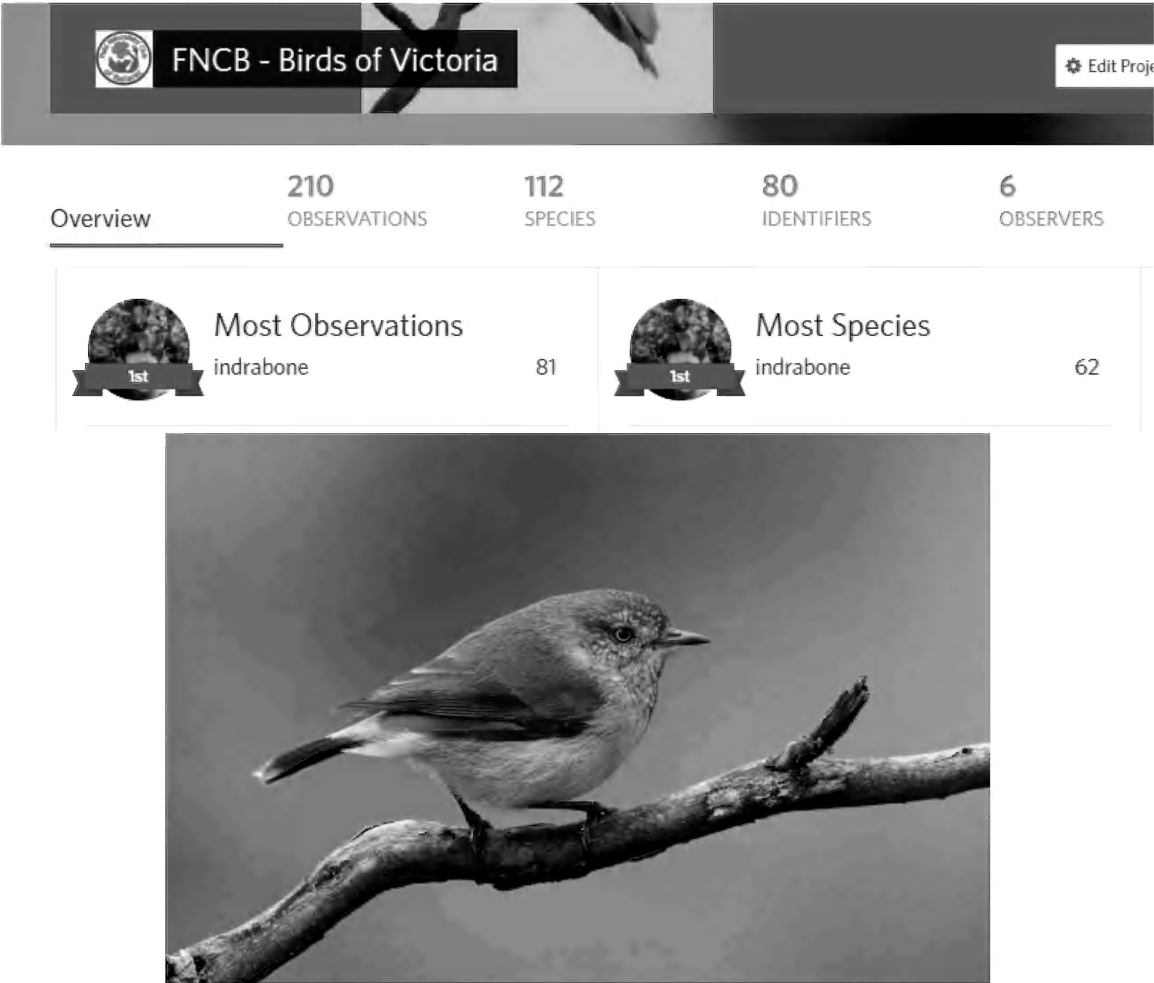 FNCB - Birds of Victoria
Edit Proje
Overview
210
OBSERVATIONS
112
SPECIES
80
IDENTIFIERS
6
OBSERVERS
Most Observations
1st
indrabone 81
Most Species
1st
indrabone 62